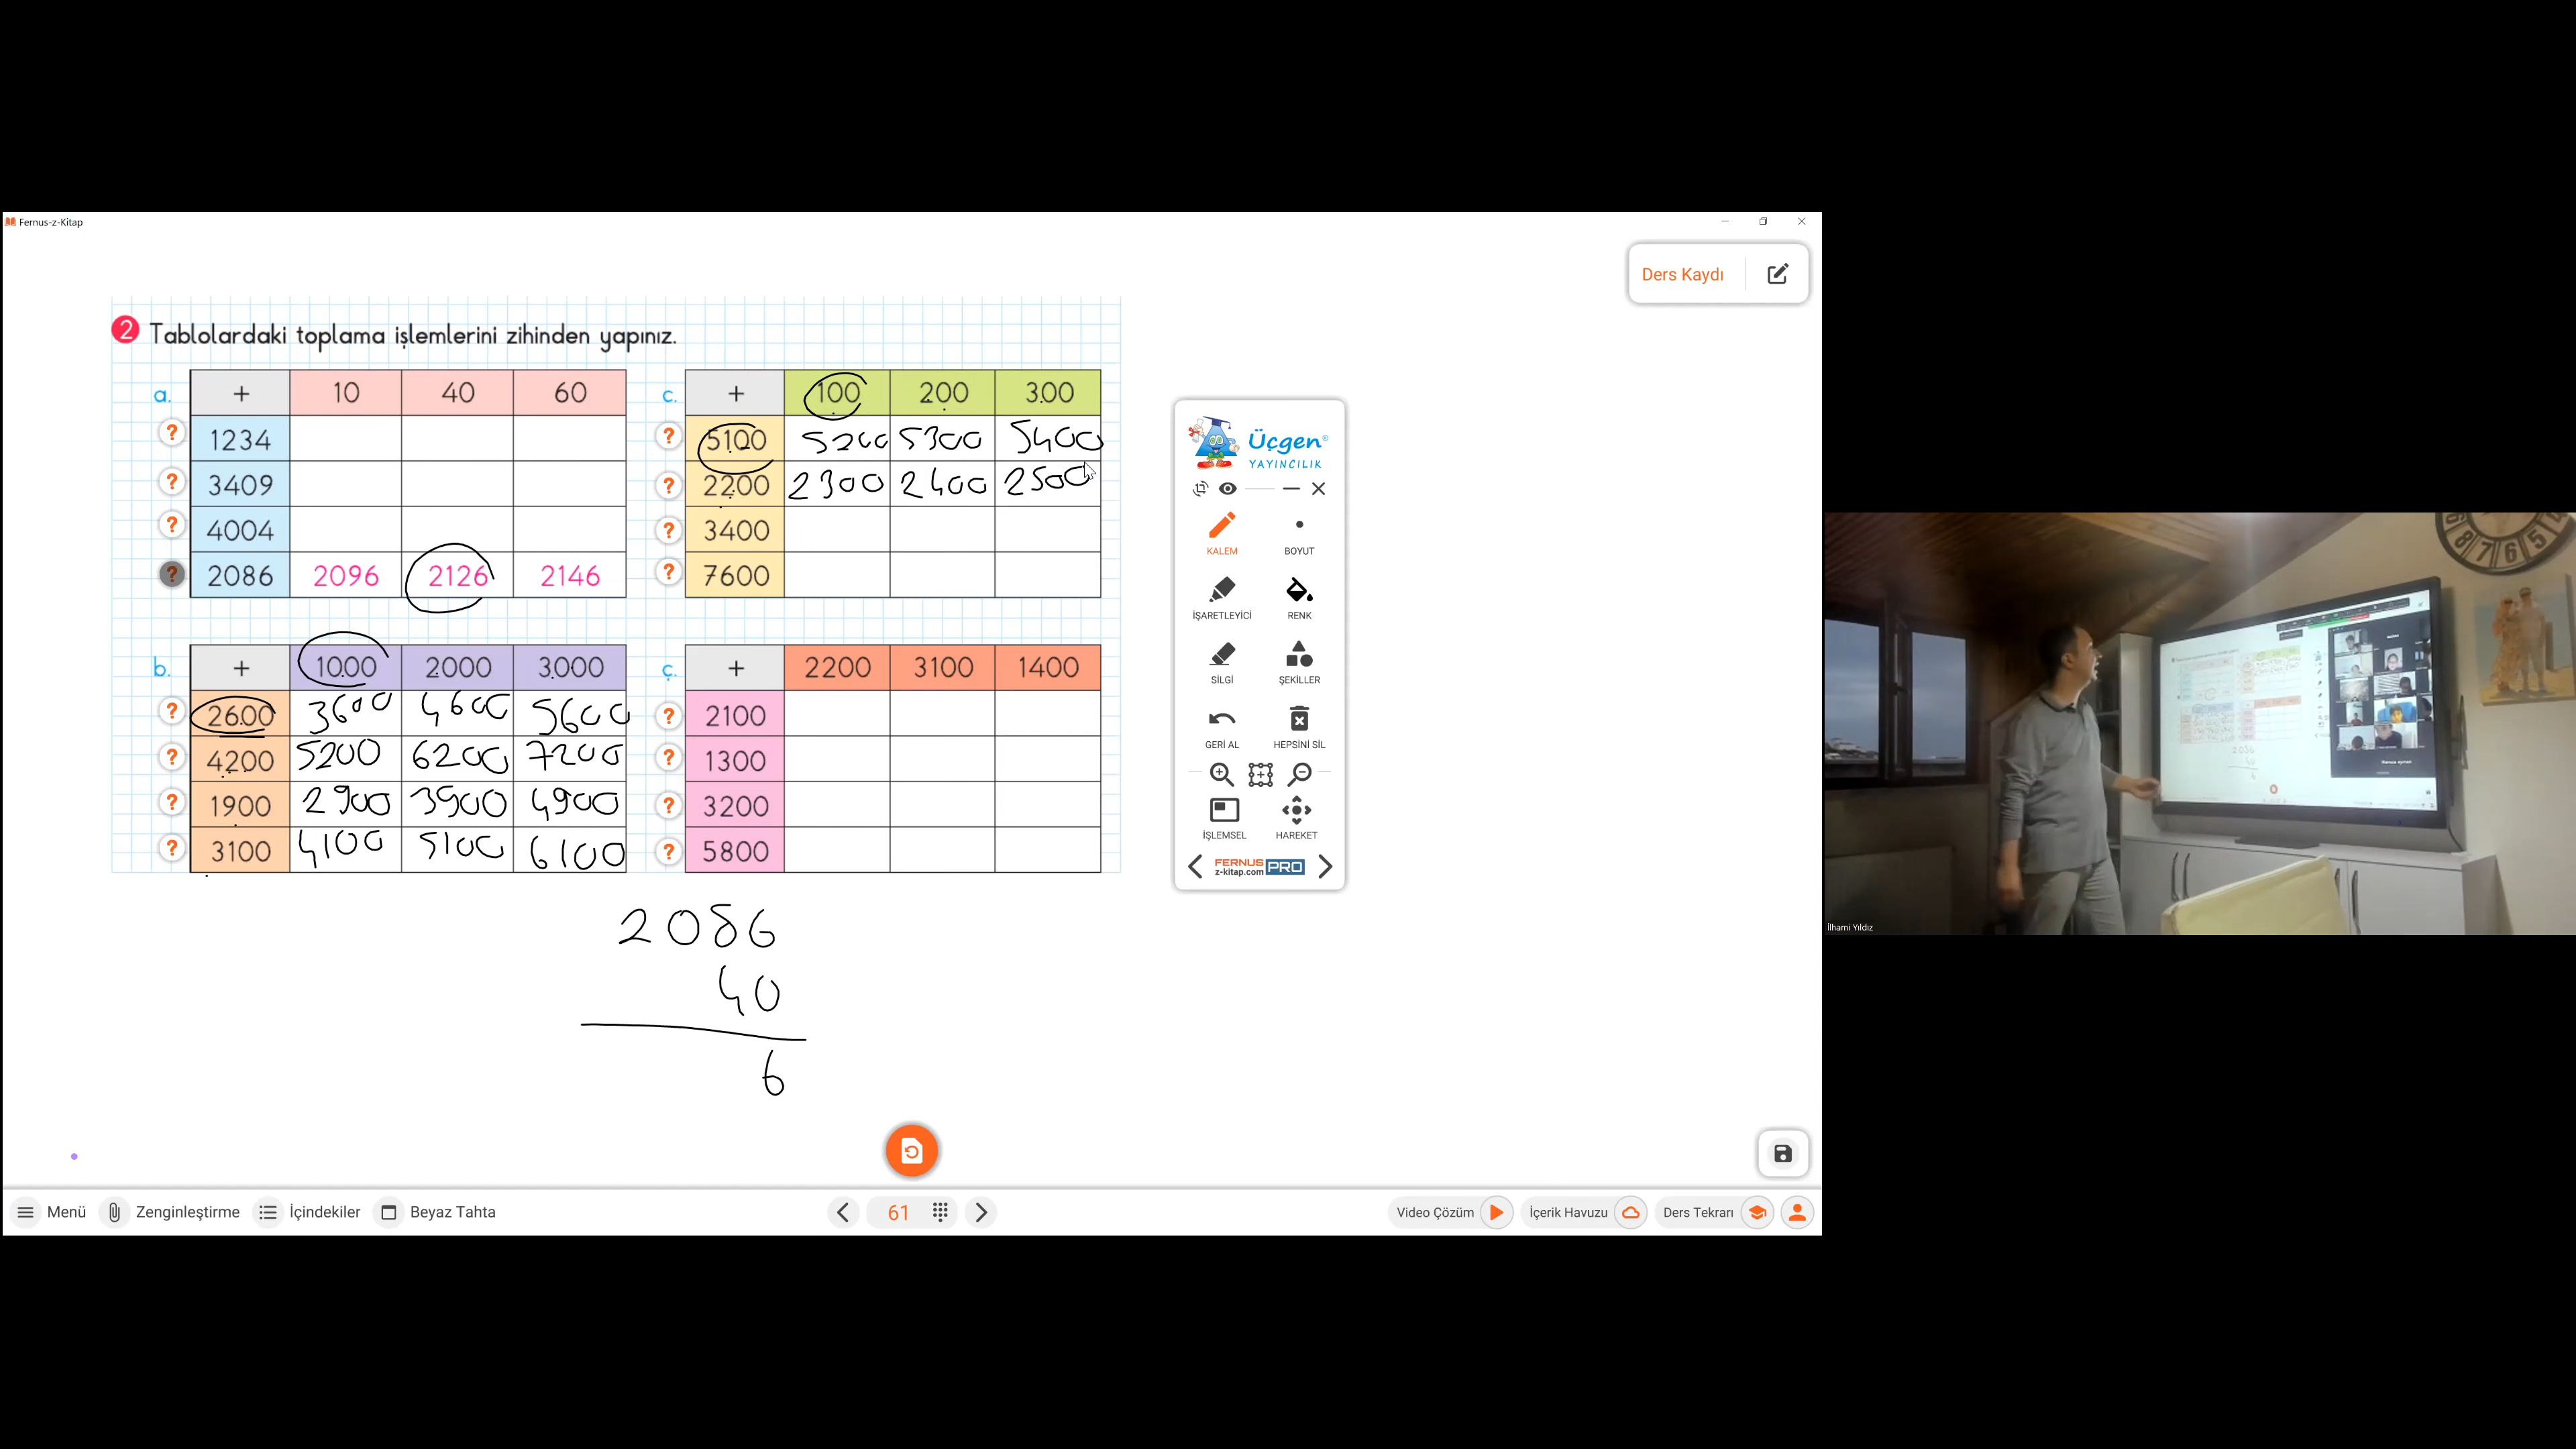 Fernus-z-Kitap
Ders Kaydı
2 Tablolardaki toplama işlemlerini zihinden yapınız.
a.
+ 10 40 60
? 1234
? 3409
? 4004
? 2086 2096 2126 2146
c.
+ 100 200 300
? 5100 5200 5300 5400
? 2200 2300 2400 2500
? 3400
? 7600
b.
+ 1000 2000 3000
? 2600 3600 4600 5600
? 4200 5200 6200 7200
? 1900 2900 3900 4900
? 3100 4100 5100 6100
ç.
+ 2200 3100 1400
? 2100
? 1300
? 3200
? 5800
2086
40
6
Üçgen
YAYINCILIK
KALEM BOYUT
İŞARETLEYİCİ RENK
SİLGİ ŞEKİLLER
GERİ AL HEPSİNİ SİL
İŞLEMSEL HAREKET
FERNUS PRO
z-kitap.com
İlhami Yıldız
Menü Zenginleştirme İçindekiler Beyaz Tahta 61 Video Çözüm İçerik Havuzu Ders Tekrarı